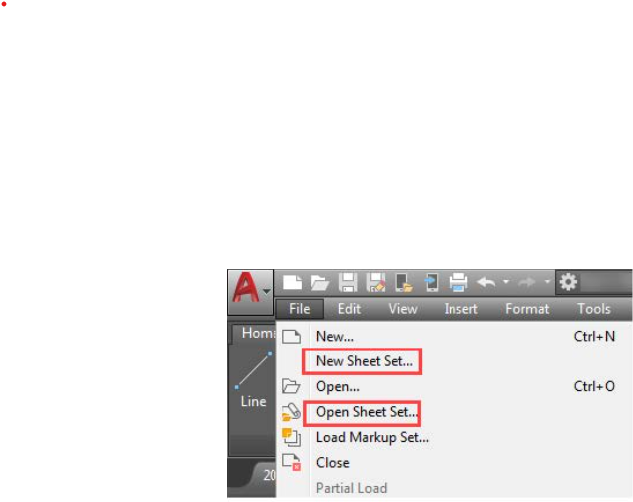 File Edit View Insert Format Tools
Hom
New... Ctrl+N
New Sheet Set...
Open... Ctrl+O
Line
Open Sheet Set...
Load Markup Set...
Close
20
Partial Load